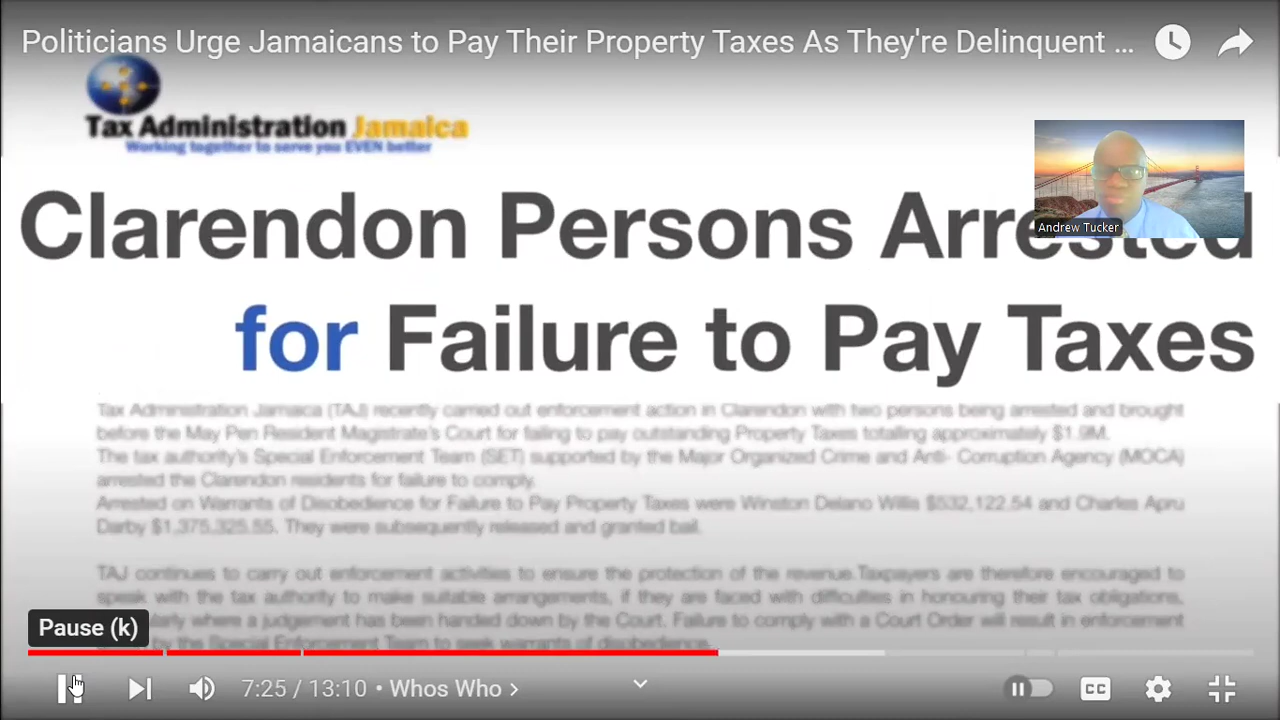 Politicians Urge Jamaicans to Pay Their Property Taxes As They're Delinquent ...
Tax Administration Jamaica
Working together to serve you EVEN better
Andrew Tucker
Clarendon Persons Arrested
for Failure to Pay Taxes
Tax Administration Jamaica (TAJ) recently carried out enforcement action in Clarendon with two persons being arrested and brought
before the May Pen Resident Magistrate's Court for failing to pay outstanding Property Taxes totalling approximately $1.9M.
The tax authority's Special Enforcement Team (SET) supported by the Major Organized Crime and Anti- Corruption Agency (MOCA)
arrested the Clarendon residents for failure to comply.
Arrested on Warrants of Disobedience for Failure to Pay Property Taxes were Winston Delano Willis $532,122.54 and Charles Apru
Darby $1,375,325.55. They were subsequently released and granted bail.
TAJ continues to carry out enforcement activities to ensure the protection of the revenue.Taxpayers are therefore encouraged to
speak with the tax authority to make suitable arrangements, if they are faced with difficulties in honouring their tax obligations,
where a judgement has been handed down by the Court. Failure to comply with a Court Order will result in enforcement
by the Special Enforcement Team to seek warrants of disobedience.
Pause (k)
7:25 / 13:10 • Whos Who >
CC